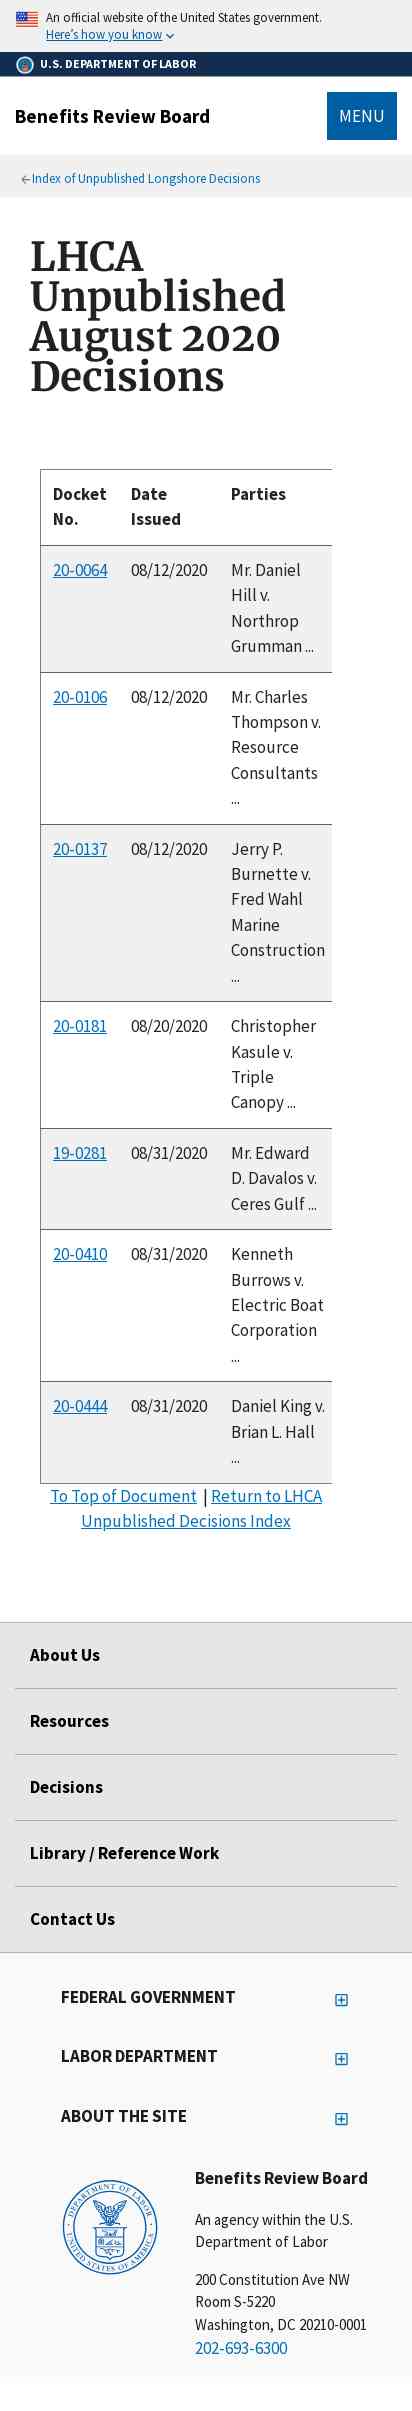 An official website of the United States government.
Here's how you know
U.S. DEPARTMENT OF LABOR
Benefits Review Board
MENU
Index of Unpublished Longshore Decisions
LHCA
Unpublished
August 2020
Decisions
Docket No. Date Issued Parties
20-0064 08/12/2020 Mr. Daniel
Hill v.
Northrop
Grumman ...
20-0106 08/12/2020 Mr. Charles
Thompson v.
Resource
Consultants
...
20-0137 08/12/2020 Jerry P.
Burnette v.
Fred Wahl
Marine
Construction
...
20-0181 08/20/2020 Christopher
Kasule v.
Triple
Canopy ...
19-0281 08/31/2020 Mr. Edward
D. Davalos v.
Ceres Gulf ...
20-0410 08/31/2020 Kenneth
Burrows v.
Electric Boat
Corporation
...
20-0444 08/31/2020 Daniel King v.
Brian L. Hall
...
To Top of Document | Return to LHCA
Unpublished Decisions Index
About Us
Resources
Decisions
Library / Reference Work
Contact Us
FEDERAL GOVERNMENT
LABOR DEPARTMENT
ABOUT THE SITE
DEPARTMENT OF LABOR
UNITED STATES OF AMERICA
Benefits Review Board
An agency within the U.S.
Department of Labor
200 Constitution Ave NW
Room S-5220
Washington, DC 20210-0001
202-693-6300